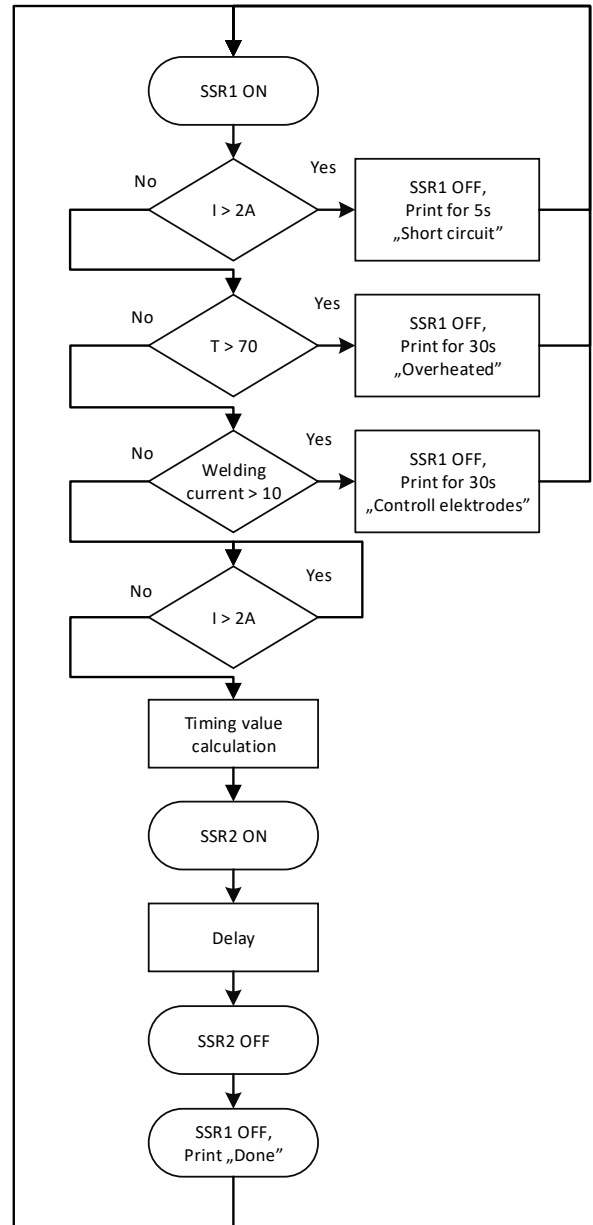 SSR1 ON
No
Yes
I > 2A
SSR1 OFF,
Print for 5s
„Short circuit”
No
Yes
T > 70
SSR1 OFF,
Print for 30s
„Overheated”
No
Yes
Welding
current > 10
SSR1 OFF,
Print for 30s
„Controll elektrodes”
No
Yes
I > 2A
Timing value
calculation
SSR2 ON
Delay
SSR2 OFF
SSR1 OFF,
Print „Done”